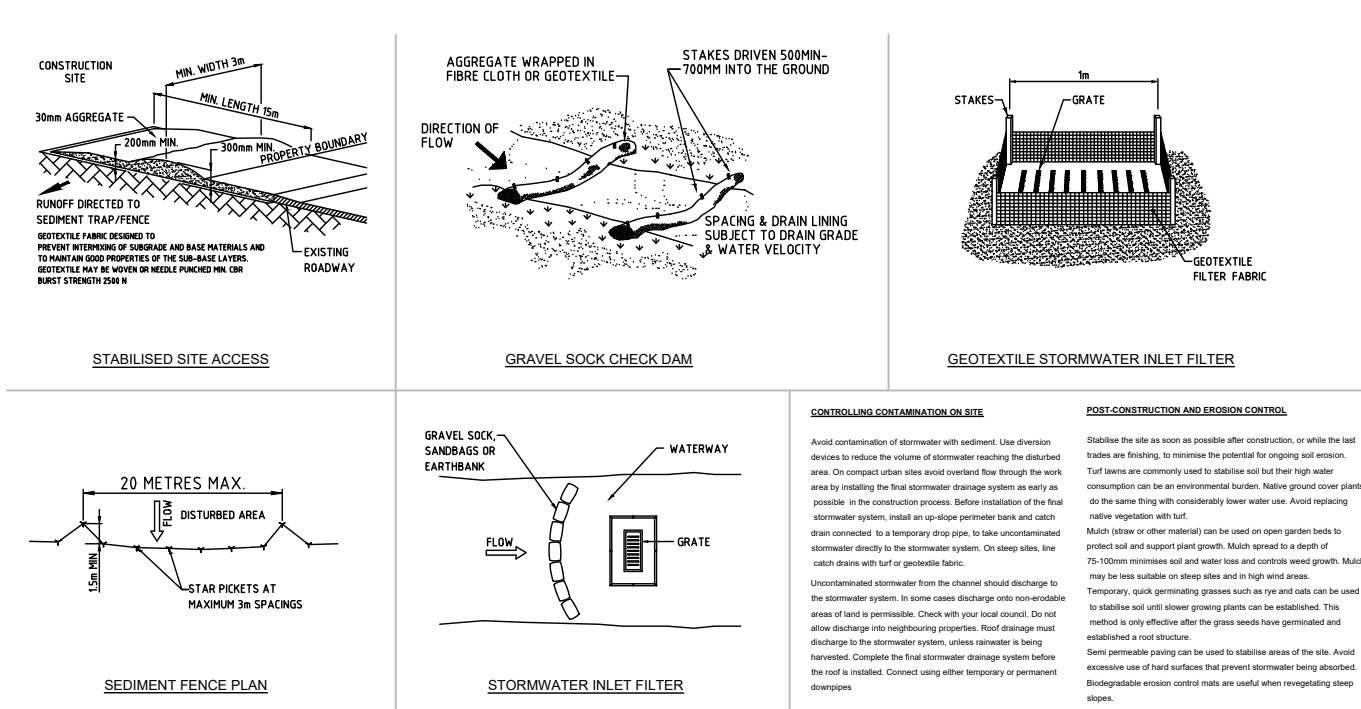 CONSTRUCTION
SITE
MIN. WIDTH 3m
MIN. LENGTH 15m
30mm AGGREGATE
200mm MIN.
300mm MIN.
PROPERTY BOUNDARY
RUNOFF DIRECTED TO
SEDIMENT TRAP/FENCE
GEOTEXTILE FABRIC DESIGNED TO
PREVENT INTERMIXING OF SUBGRADE AND BASE MATERIALS AND
TO MAINTAIN GOOD PROPERTIES OF THE SUB-BASE LAYERS.
GEOTEXTILE MAY BE WOVEN OR NEEDLE PUNCHED MIN. CBR
BURST STRENGTH 2500 N
EXISTING
ROADWAY
STABILISED SITE ACCESS
AGGREGATE WRAPPED IN
FIBRE CLOTH OR GEOTEXTILE
STAKES DRIVEN 500MIN-
700MM INTO THE GROUND
DIRECTION OF
FLOW
SPACING & DRAIN LINING
SUBJECT TO DRAIN GRADE
& WATER VELOCITY
GRAVEL SOCK CHECK DAM
1m
STAKES
GRATE
GEOTEXTILE
FILTER FABRIC
GEOTEXTILE STORMWATER INLET FILTER
20 METRES MAX.
FLOW
DISTURBED AREA
1.5m MIN
STAR PICKETS AT
MAXIMUM 3m SPACINGS
SEDIMENT FENCE PLAN
GRAVEL SOCK,
SANDBAGS OR
EARTHBANK
WATERWAY
FLOW
GRATE
STORMWATER INLET FILTER
CONTROLLING CONTAMINATION ON SITE
Avoid contamination of stormwater with sediment. Use diversion
devices to reduce the volume of stormwater reaching the disturbed
area. On compact urban sites avoid overland flow through the work
area by installing the final stormwater drainage system as early as
possible in the construction process. Before installation of the final
stormwater system, install an up-slope perimeter bank and catch
drain connected to a temporary drop pipe, to take uncontaminated
stormwater directly to the stormwater system. On steep sites, line
catch drains with turf or geotextile fabric.
Uncontaminated stormwater from the channel should discharge to
the stormwater system. In some cases discharge onto non-erodable
areas of land is permissible. Check with your local council. Do not
allow discharge into neighbouring properties. Roof drainage must
discharge to the stormwater system, unless rainwater is being
harvested. Complete the final stormwater drainage system before
the roof is installed. Connect using either temporary or permanent
downpipes
POST-CONSTRUCTION AND EROSION CONTROL
Stabilise the site as soon as possible after construction, or while the last
trades are finishing, to minimise the potential for ongoing soil erosion.
Turf lawns are commonly used to stabilise soil but their high water
consumption can be an environmental burden. Native ground cover plants
do the same thing with considerably lower water use. Avoid replacing
native vegetation with turf.
Mulch (straw or other material) can be used on open garden beds to
protect soil and support plant growth. Mulch spread to a depth of
75-100mm minimises soil and water loss and controls weed growth. Mulch
may be less suitable on steep sites and in high wind areas.
Temporary, quick germinating grasses such as rye and oats can be used
to stabilise soil until slower growing plants can be established. This
method is only effective after the grass seeds have germinated and
established a root structure.
Semi permeable paving can be used to stabilise areas of the site. Avoid
excessive use of hard surfaces that prevent stormwater being absorbed.
Biodegradable erosion control mats are useful when revegetating steep
slopes.